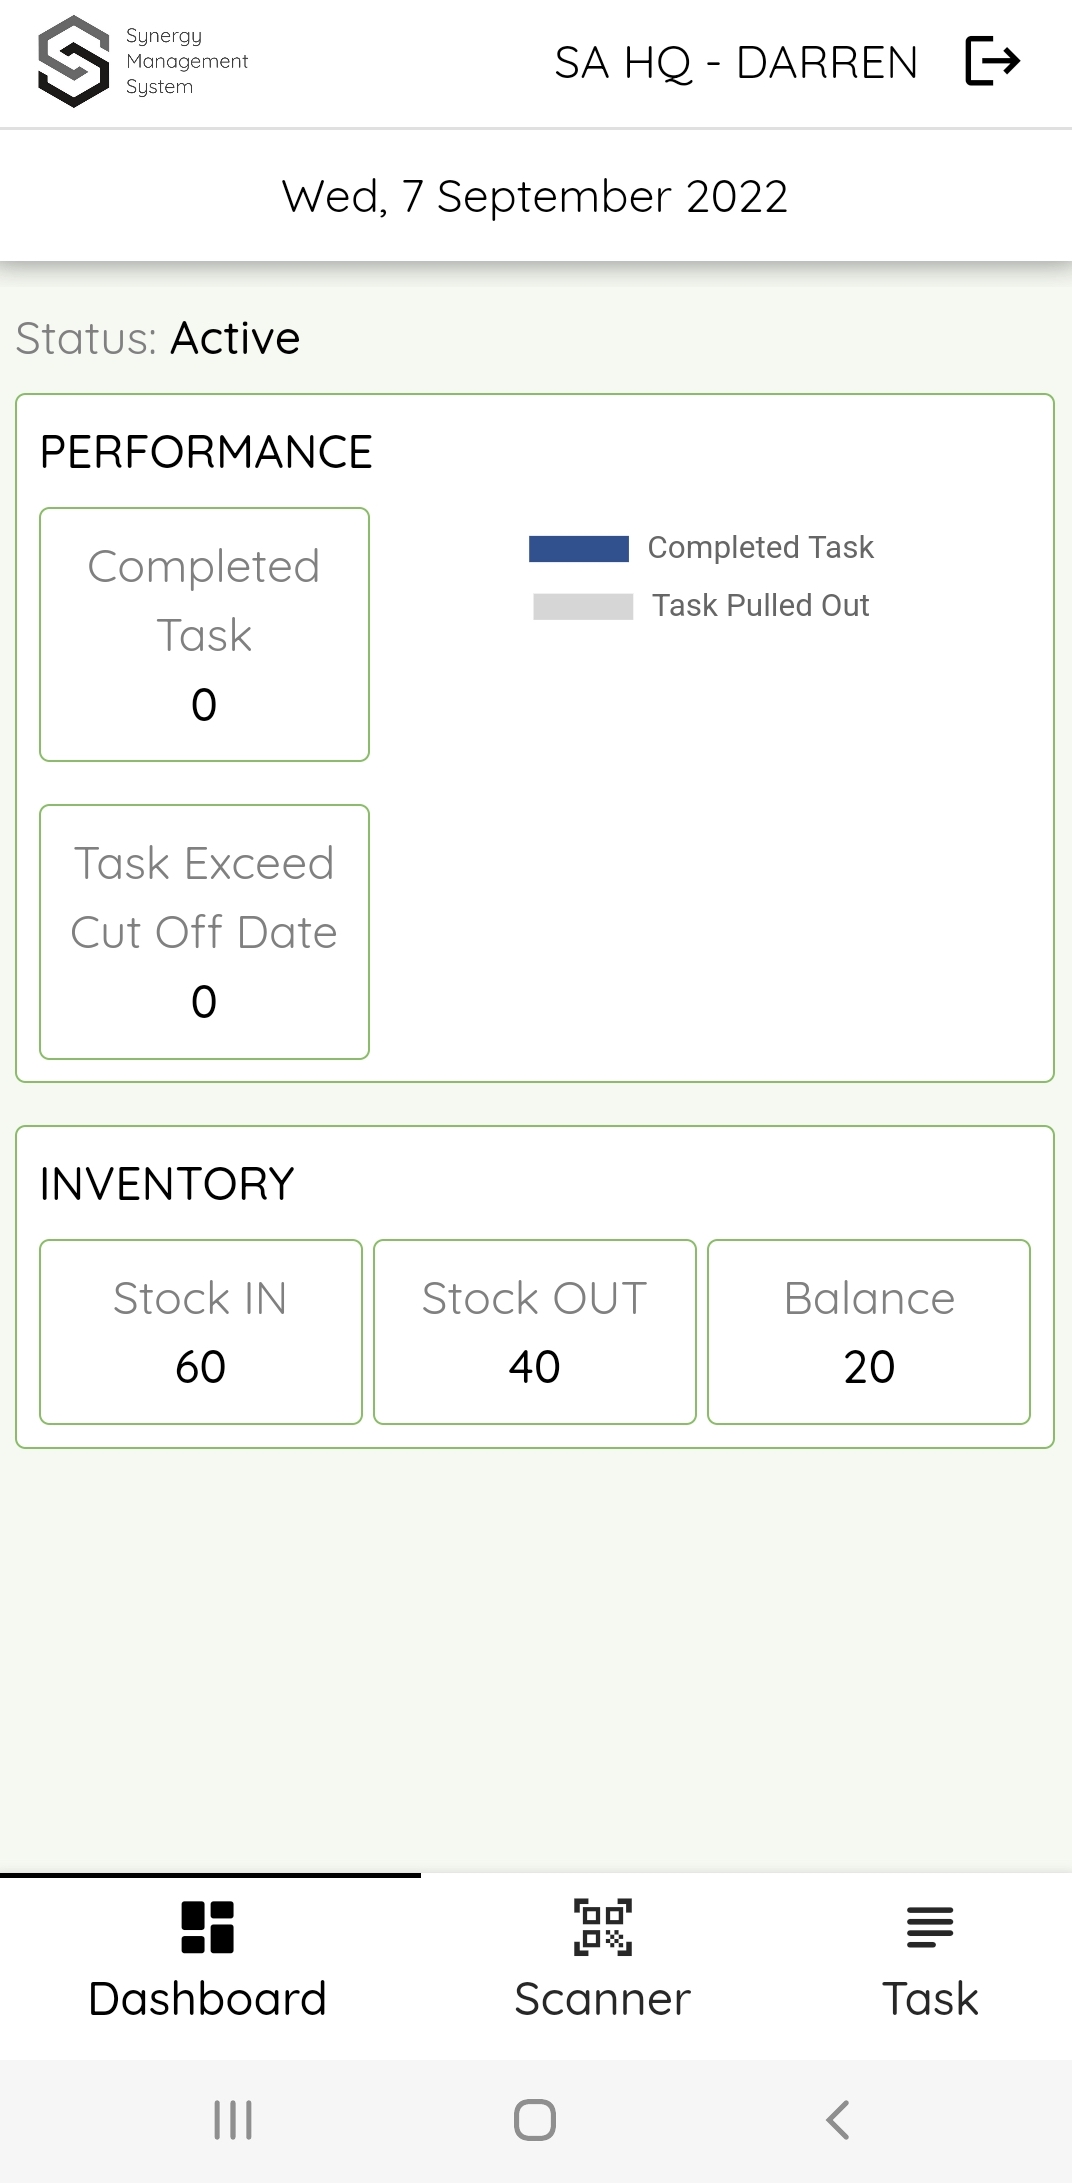 Synergy
Management
System
SA HQ - DARREN
Wed, 7 September 2022
Status: Active
PERFORMANCE
Completed
Task
0
Completed Task
Task Pulled Out
Task Exceed
Cut Off Date
0
INVENTORY
Stock IN
60
Stock OUT
40
Balance
20
Dashboard
Scanner
Task